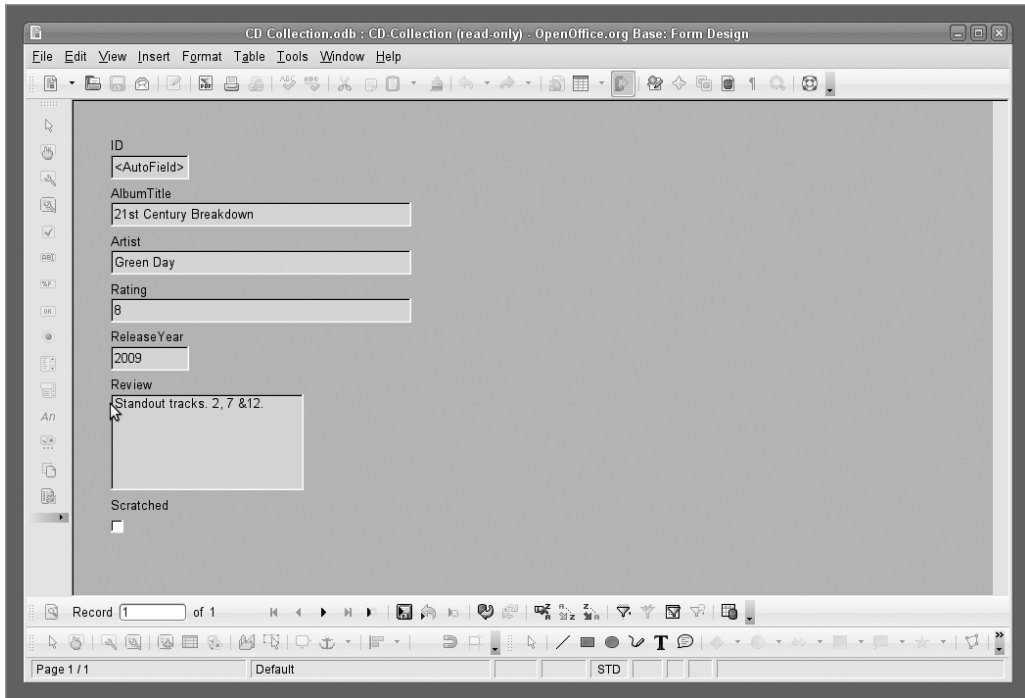 CD Collection.odb : CD-Collection (read-only) - OpenOffice.org Base: Form Design
File Edit View Insert Format Table Tools Window Help
ID
<AutoField>
AlbumTitle
21st Century Breakdown
Artist
Green Day
Rating
8
ReleaseYear
2009
Review
Standout tracks. 2, 7 &12.
Scratched
Record 1 of 1
Page 1 / 1 Default STD